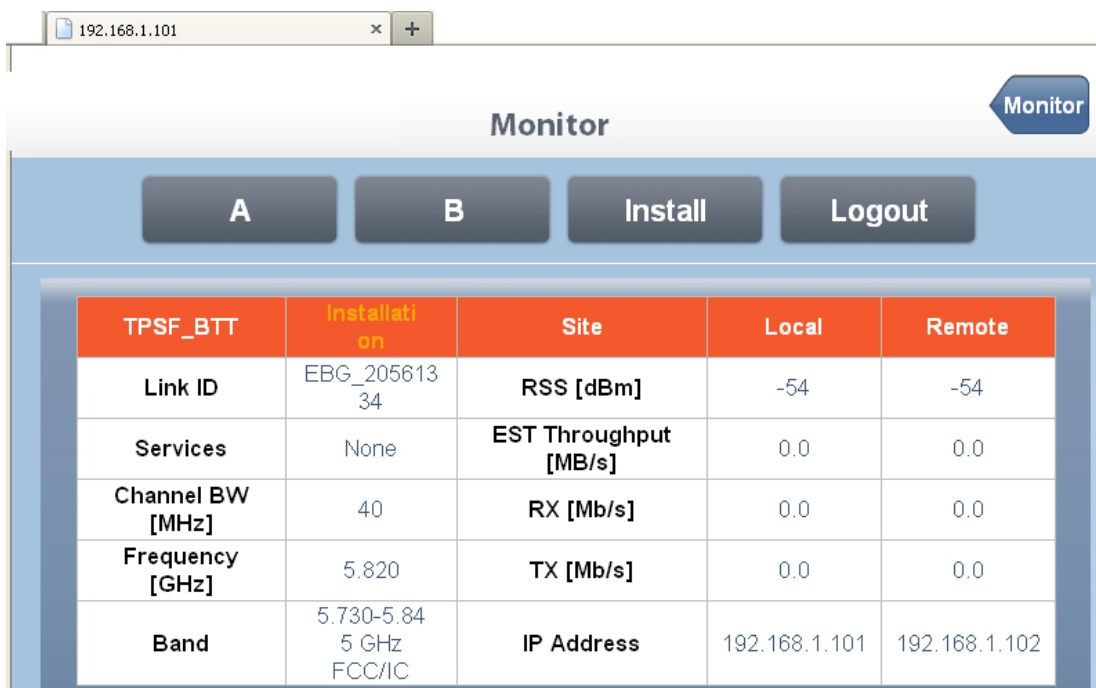 192.168.1.101
Monitor
Monitor
A B Install Logout
TPSF_BTT Installati Site Local Remote
on
Link ID EBG_205613 RSS [dBm] -54 -54
34
Services None EST Throughput 0.0 0.0
[MB/s]
Channel BW 40 RX [Mb/s] 0.0 0.0
[MHz]
Frequency 5.820 TX [Mb/s] 0.0 0.0
[GHz]
Band 5.730-5.84 IP Address 192.168.1.101 192.168.1.102
5 GHz
FCC/IC